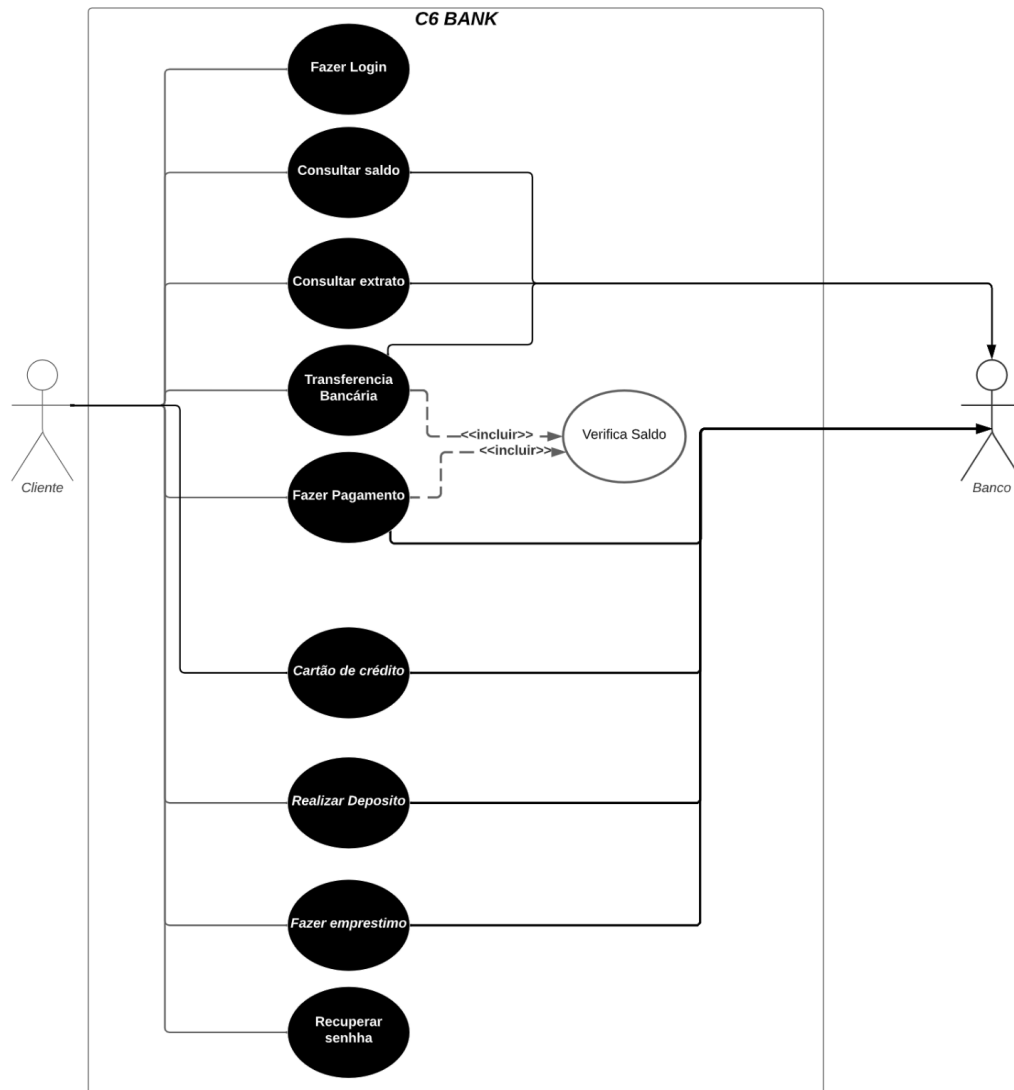 C6 BANK
Fazer Login
Consultar saldo
Consultar extrato
Transferencia
Bancária
<<incluir>>
Verifica Saldo
<<incluir>>
Fazer Pagamento
Cliente
Banco
Cartão de crédito
Realizar Deposito
Fazer emprestimo
Recuperar
senhha